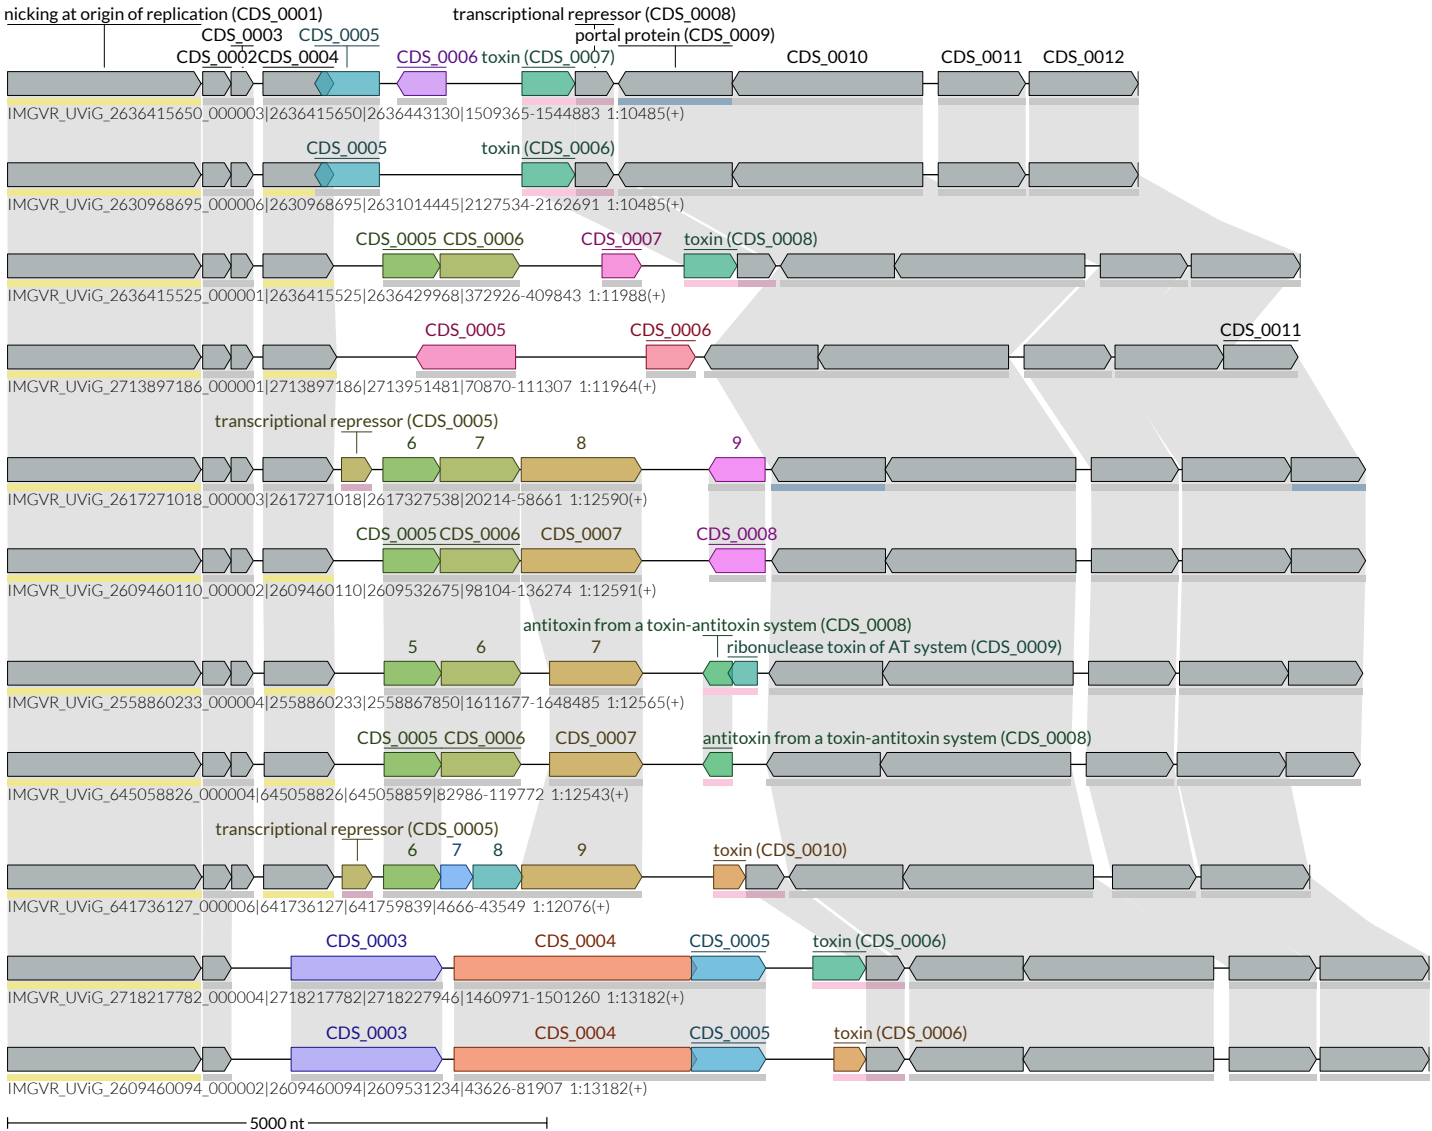 nicking at origin of replication (CDS_0001) transcriptional repressor (CDS_0008)
CDS_0003 CDS_0005 portal protein (CDS_0009)
CDS_0002 CDS_0004 CDS_0006 toxin (CDS_0007) CDS_0010 CDS_0011 CDS_0012
IMGVR_UViG_2636415650_000003|2636415650|2636443130|1509365-1544883 1:10485(+)
CDS_0005 toxin (CDS_0006)
IMGVR_UViG_2630968695_000006|2630968695|2631014445|2127534-2162691 1:10485(+)
CDS_0005 CDS_0006 CDS_0007 toxin (CDS_0008)
IMGVR_UViG_2636415525_000001|2636415525|2636429968|372926-409843 1:11988(+)
CDS_0005 CDS_0006 CDS_0011
IMGVR_UViG_2713897186_000001|2713897186|2713951481|70870-111307 1:11964(+)
transcriptional repressor (CDS_0005)
6 7 8 9
IMGVR_UViG_2617271018_000003|2617271018|2617327538|20214-58661 1:12590(+)
CDS_0005 CDS_0006 CDS_0007 CDS_0008
IMGVR_UViG_2609460110_000002|2609460110|2609532675|98104-136274 1:12591(+)
antitoxin from a toxin-antitoxin system (CDS_0008)
5 6 7 ribonuclease toxin of AT system (CDS_0009)
IMGVR_UViG_2558860233_000004|2558860233|2558867850|1611677-1648485 1:12565(+)
CDS_0005 CDS_0006 CDS_0007 antitoxin from a toxin-antitoxin system (CDS_0008)
IMGVR_UViG_645058826_000004|645058826|645058859|82986-119772 1:12543(+)
transcriptional repressor (CDS_0005)
6 7 8 9 toxin (CDS_0010)
IMGVR_UViG_641736127_000006|641736127|641759839|4666-43549 1:12076(+)
CDS_0003 CDS_0004 CDS_0005 toxin (CDS_0006)
IMGVR_UViG_2718217782_000004|2718217782|2718227946|1460971-1501260 1:13182(+)
CDS_0003 CDS_0004 CDS_0005 toxin (CDS_0006)
IMGVR_UViG_2609460094_000002|2609460094|2609531234|43626-81907 1:13182(+)
5000 nt